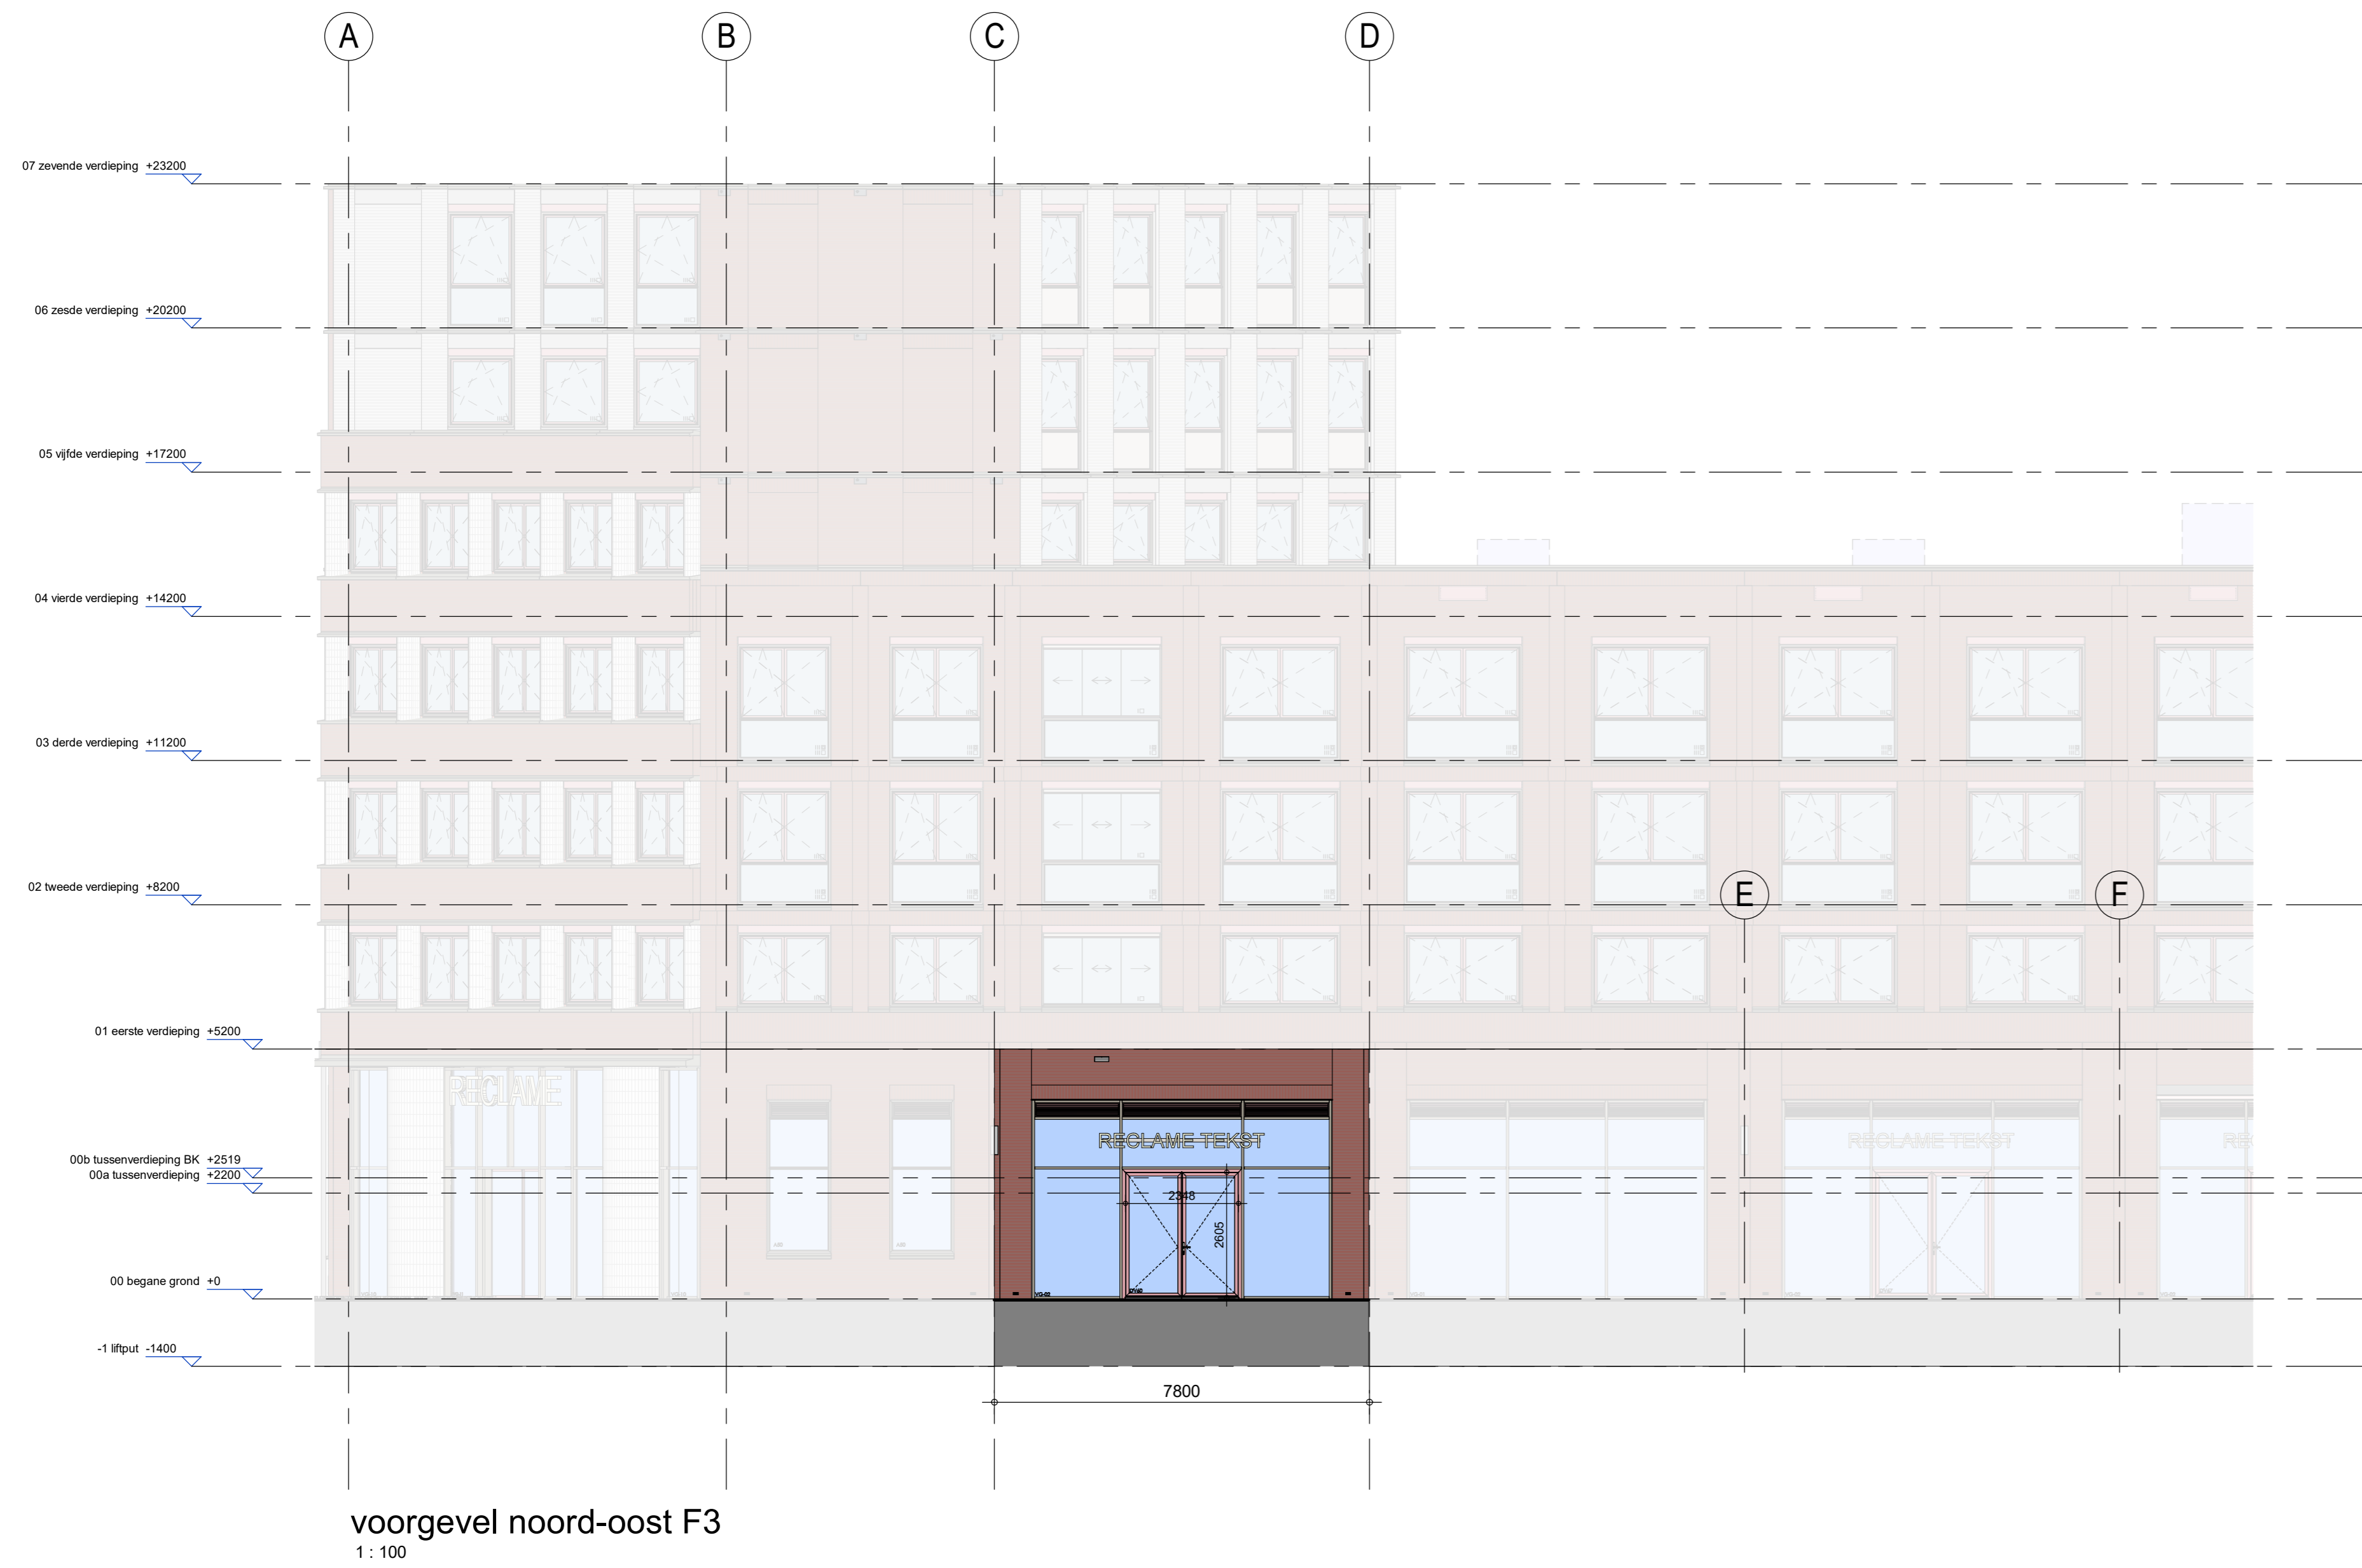 A B C D
07 zevende verdieping +23200
06 zesde verdieping +20200
05 vijfde verdieping +17200
04 vierde verdieping +14200
03 derde verdieping +11200
02 tweede verdieping +8200
E F
01 eerste verdieping +5200
RECLAME
RECLAME TEKST RECLAME TEKST REC
00b tussenverdieping BK +2519
00a tussenverdieping +2200
2348
2605
00 begane grond +0
-1 liftput -1400
7800
voorgevel noord-oost F3
1 : 100